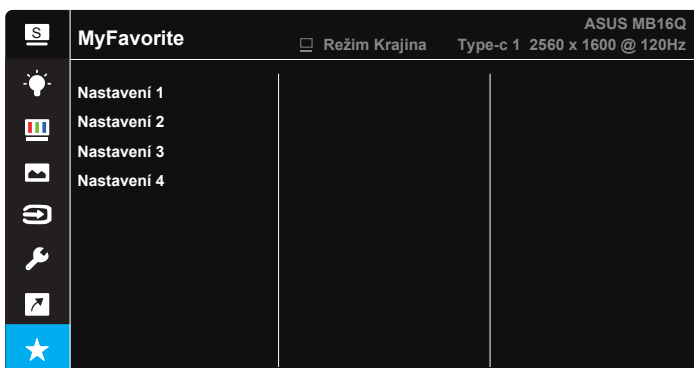 S
MyFavorite
ASUS MB16Q
Režim Krajina Type-c 1 2560 x 1600 @ 120Hz
Nastavení 1
Nastavení 2
Nastavení 3
Nastavení 4